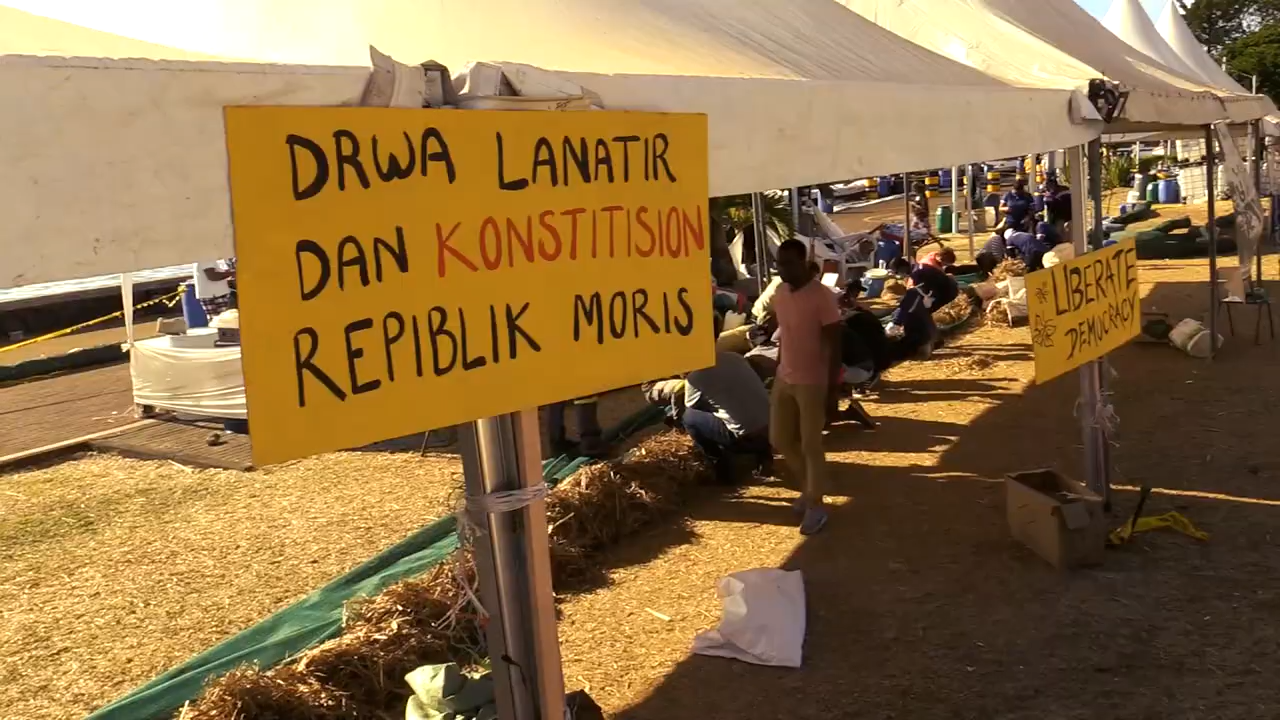 DRWA LANATIR
DAN KONSTITISION
REPIBLIK MORIS
LIBERATE
DEMOCRACY